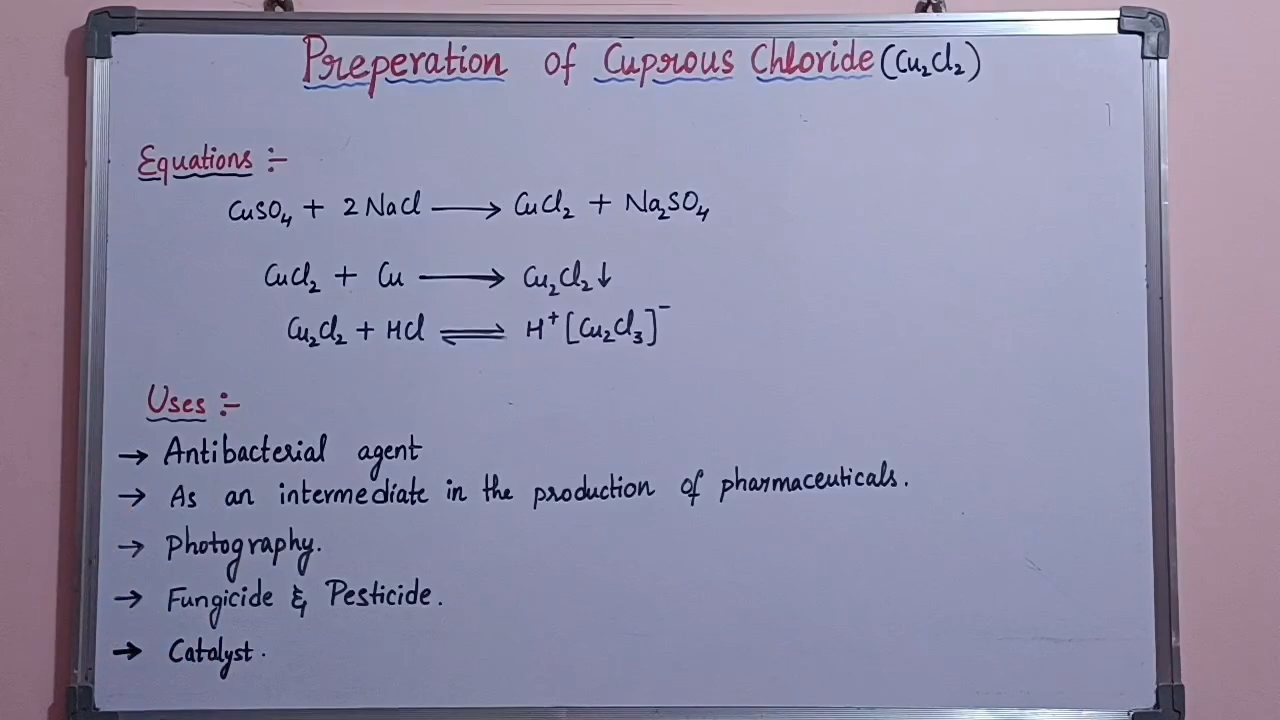 Preperation of Cuprous Chloride (Cu₂Cl₂)
Equations :-
CuSO₄ + 2 NaCl ⟶ CuCl₂ + Na₂SO₄
CuCl₂ + Cu ⟶ Cu₂Cl₂↓
Cu₂Cl₂ + HCl ⇌ H⁺[Cu₂Cl₃]⁻
Uses :-
→ Antibacterial agent
→ As an intermediate in the production of pharmaceuticals.
→ Photography.
→ Fungicide & Pesticide.
→ Catalyst.